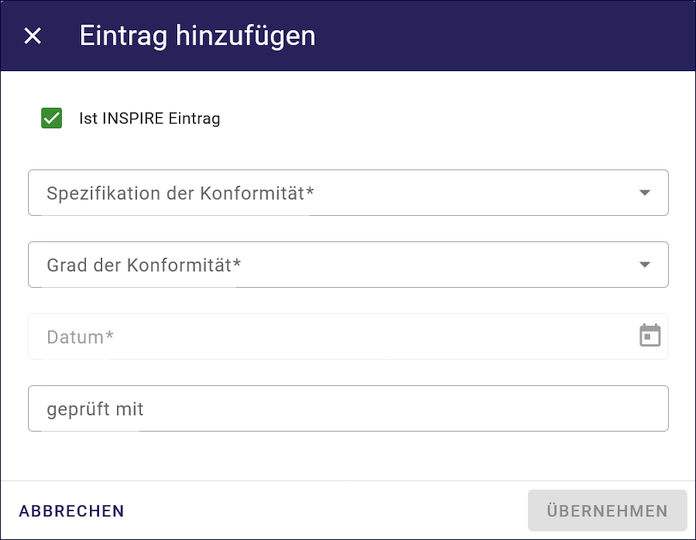 Eintrag hinzufügen
Ist INSPIRE Eintrag
Spezifikation der Konformität*
Grad der Konformität*
Datum*
geprüft mit
ABBRECHEN
ÜBERNEHMEN